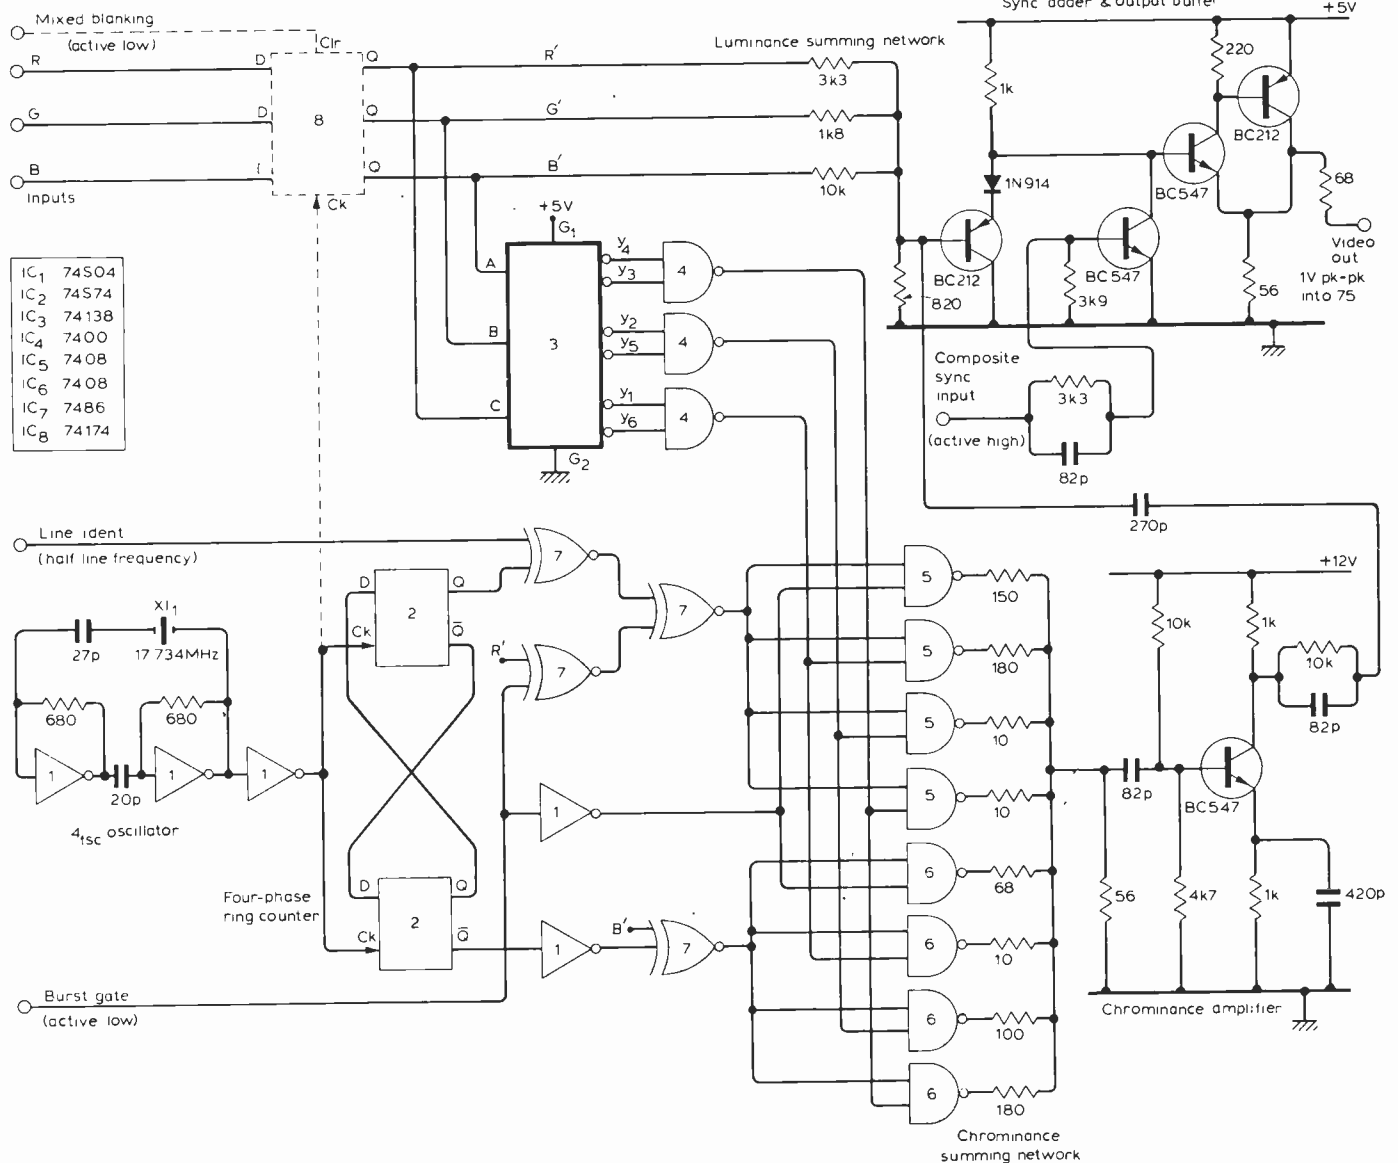 Sync adder & output buffer
+5V
Mixed blanking
(active low)
Clr
R
D
Q
R'
Luminance summing network
3k3
1k
220
BC212
G
D
8
Q
G'
1k8
BC547
B
Q
B'
10k
1N914
68
Inputs
Ck
Video
out
1V pk-pk
into 75
+5V
G1
A
y4
y3
4
BC212
BC547
820
3k9
56
IC1 74S04
IC2 74S74
IC3 74138
IC4 7400
IC5 7408
IC6 7408
IC7 7486
IC8 74174
B
3
y2
y5
4
Composite
sync
input
(active high)
3k3
82p
C
y1
y6
4
G2
270p
Line ident
(half line frequency)
7
D
Q
2
Ck
Q
7
R'
7
5
150
5
180
5
10
5
10
+12V
10k
1k
10k
82p
X11
27p
17 734MHz
680
680
1
20p
1
1
4fsc oscillator
1
82p
BC547
6
68
Four-phase
ring counter
D
Q
2
Ck
Q
1
B'
7
6
10
56
4k7
1k
420p
Burst gate
(active low)
6
100
Chrominance amplifier
6
180
Chrominance
summing network